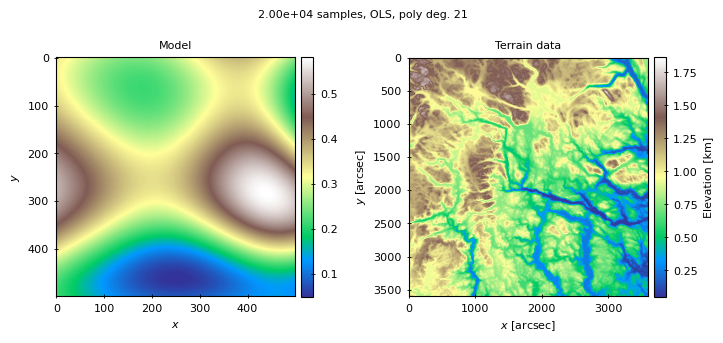 2.00e+04 samples, OLS, poly deg. 21
Model
0
100
200
300
400
y
0 100 200 300 400
x
0.5
0.4
0.3
0.2
0.1
Terrain data
0
500
1000
1500
2000
2500
3000
3500
y [arcsec]
0 1000 2000 3000
x [arcsec]
1.75
1.50
1.25
1.00
0.75
0.50
0.25
Elevation [km]